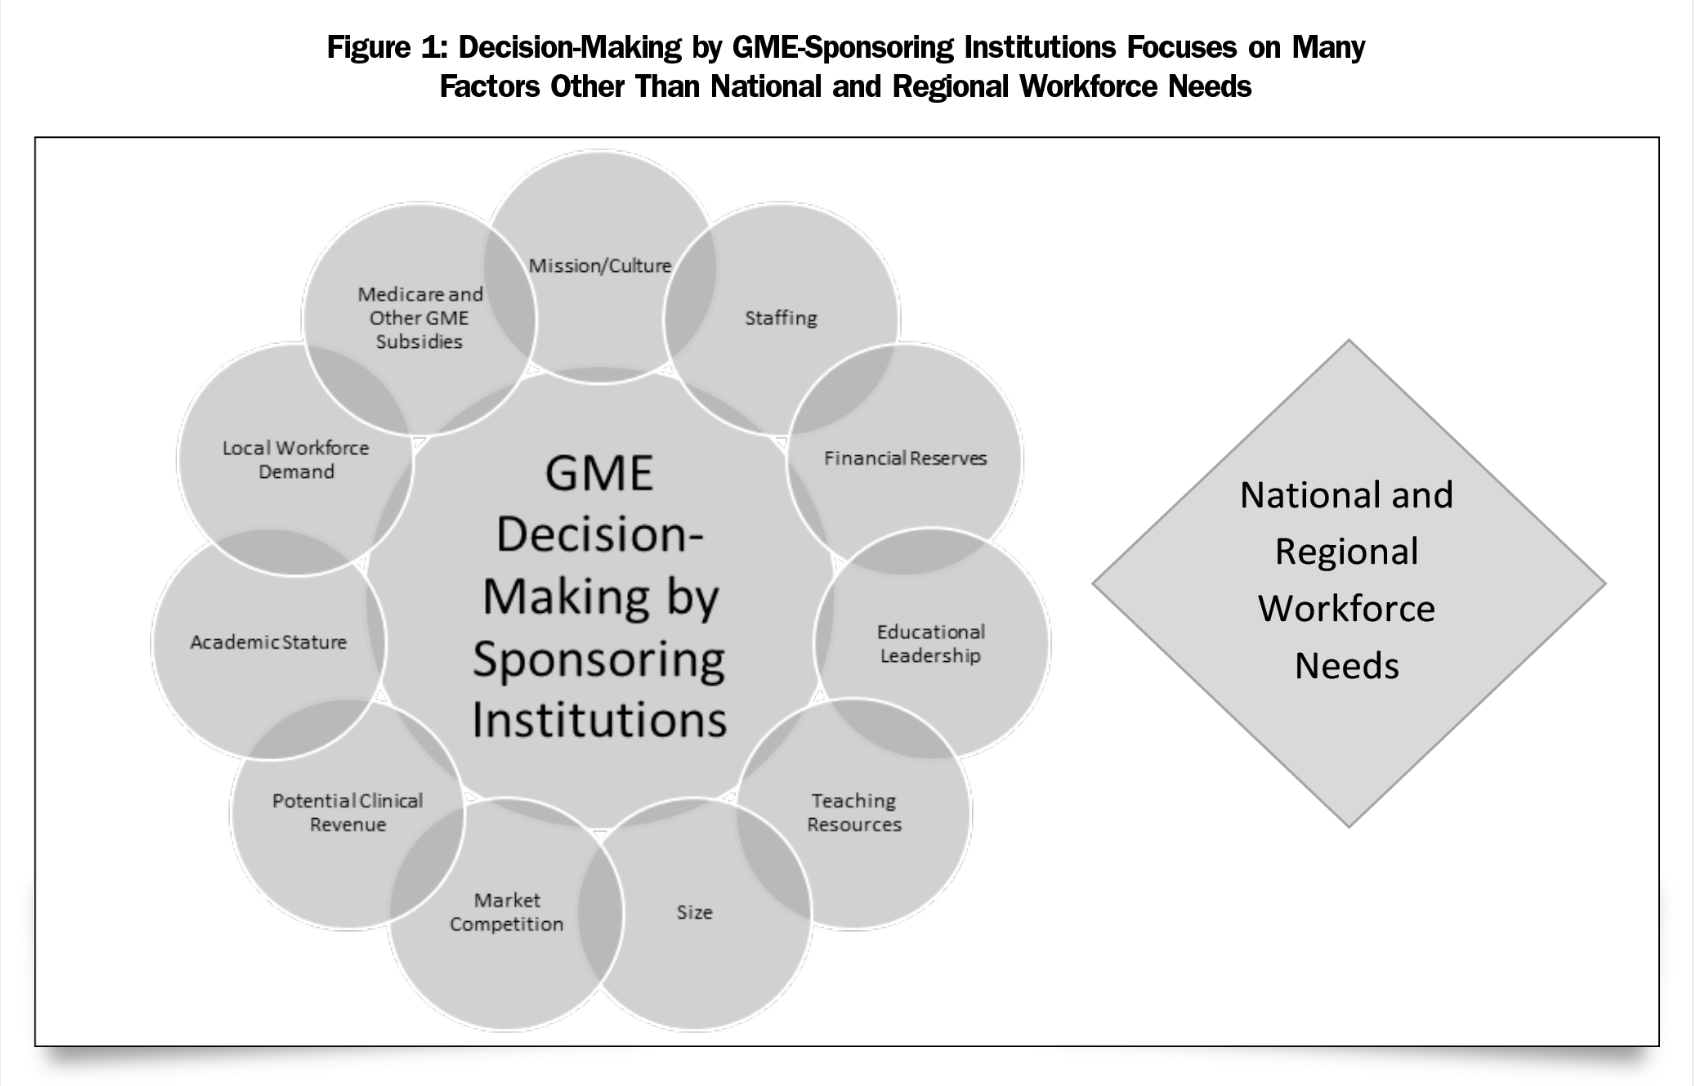 Figure 1: Decision-Making by GME-Sponsoring Institutions Focuses on Many
Factors Other Than National and Regional Workforce Needs
Mission/Culture
Staffing
Financial Reserves
Educational
Leadership
Teaching
Resources
Size
Market
Competition
Potential Clinical
Revenue
Academic Stature
Local Workforce
Demand
Medicare and
Other GME
Subsidies
GME
Decision-
Making by
Sponsoring
Institutions
National and
Regional
Workforce
Needs